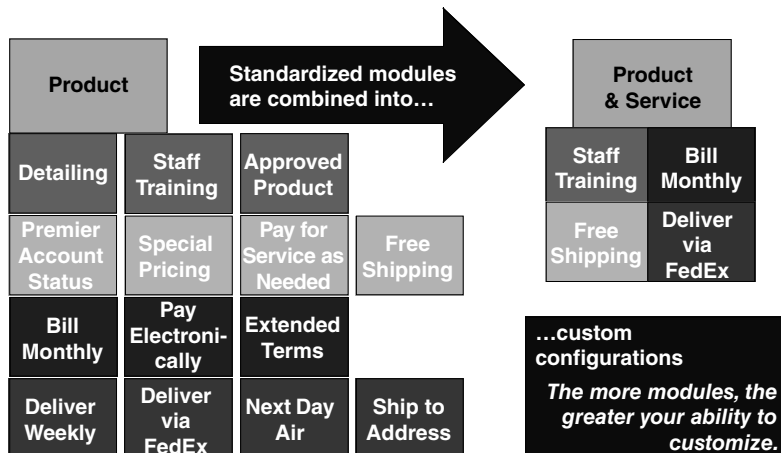 Product
Standardized modules
are combined into…
Product
& Service
Detailing
Staff
Training
Approved
Product
Staff
Training
Bill
Monthly
Premier
Account
Status
Special
Pricing
Pay for
Service as
Needed
Free
Shipping
Free
Shipping
Deliver
via
FedEx
Bill
Monthly
Pay
Electroni-
cally
Extended
Terms
Deliver
Weekly
Deliver
via
FedEx
Next Day
Air
Ship to
Address
…custom
configurations
The more modules, the
greater your ability to
customize.